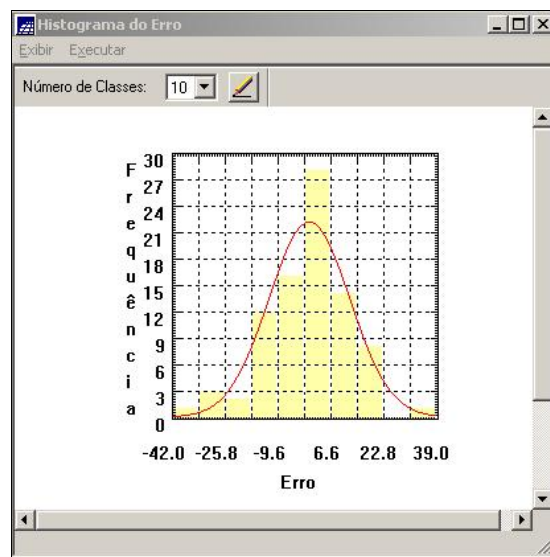 Histograma do Erro
Exibir Executar
Número de Classes: 10
Frequência
30
27
24
21
18
15
12
9
6
3
0
-42.0 -25.8 -9.6 6.6 22.8 39.0
Erro